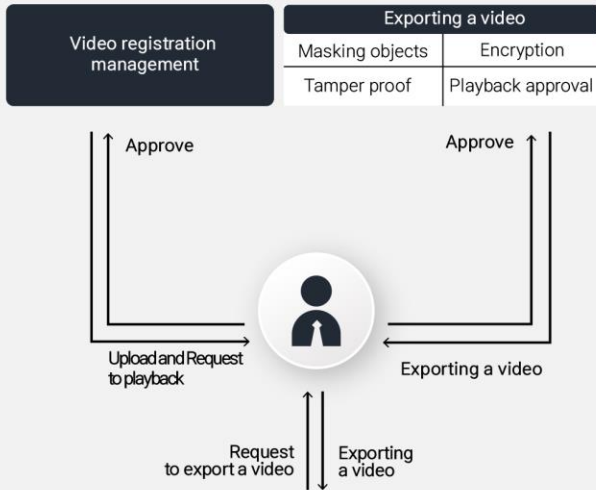 Video registration
management
Exporting a video
Masking objects
Encryption
Tamper proof
Playback approval
Approve
Approve
Upload and Request
to playback
Exporting a video
Request
to export a video
Exporting
a video